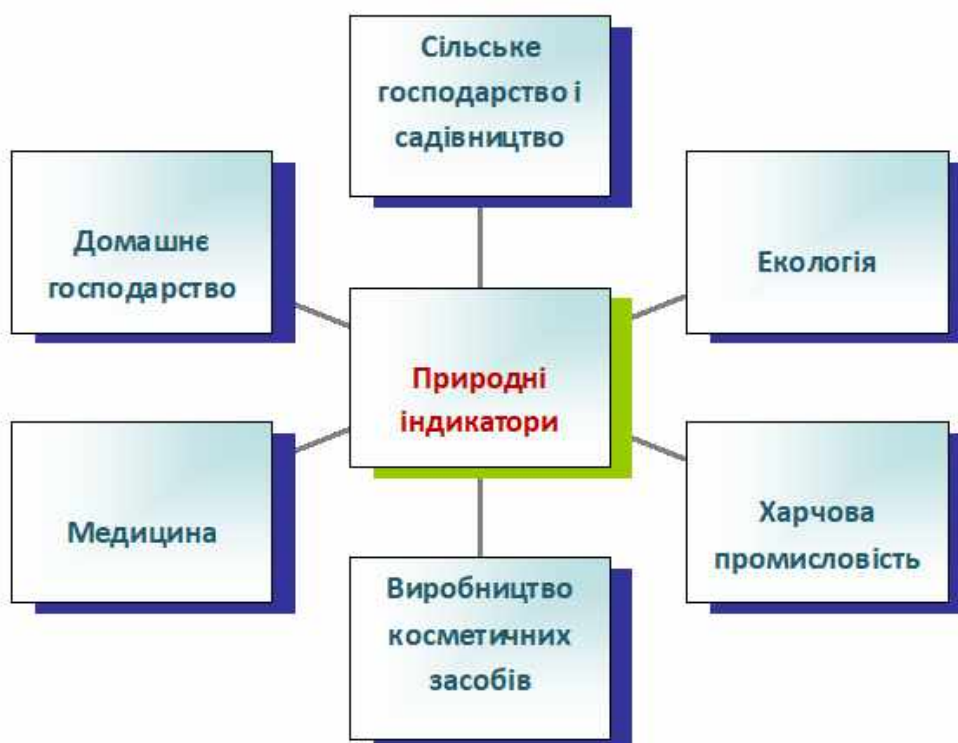 Сільське
господарство і
садівництво
Домашнє
господарство
Екологія
Природні
індикатори
Медицина
Харчова
промисловість
Виробництво
косметичних
засобів